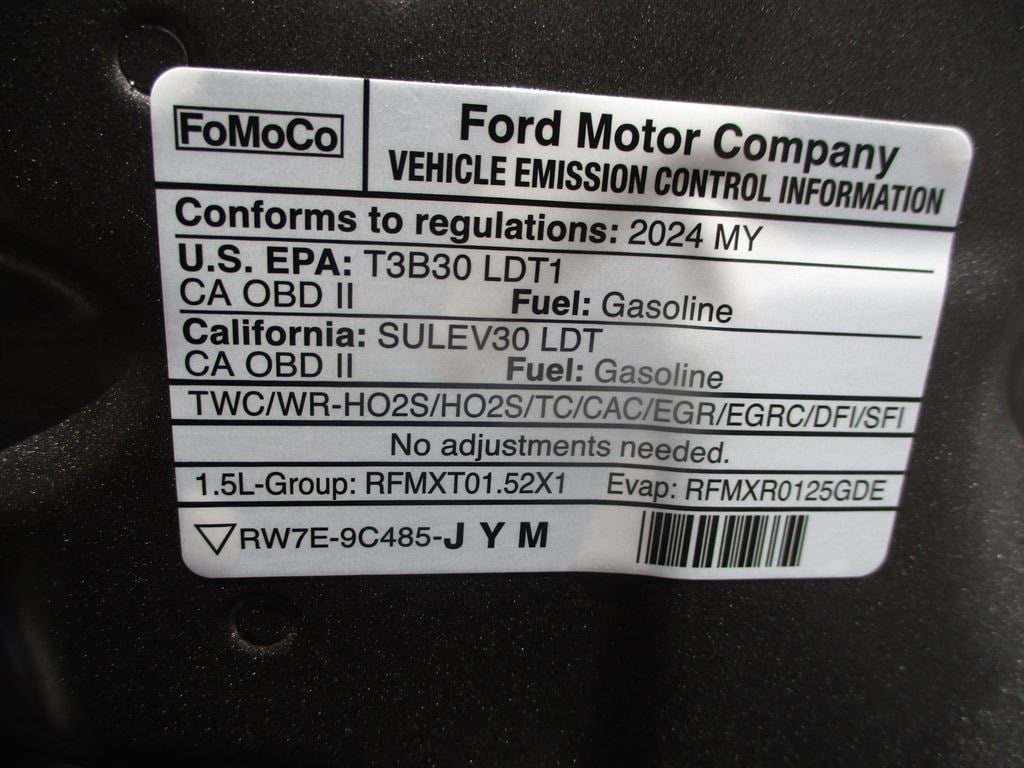 FoMoCo
Ford Motor Company
VEHICLE EMISSION CONTROL INFORMATION
Conforms to regulations: 2024 MY
U.S. EPA: T3B30 LDT1
CA OBD II Fuel: Gasoline
California: SULEV30 LDT
CA OBD II Fuel: Gasoline
TWC/WR-HO2S/HO2S/TC/CAC/EGR/EGRC/DFI/SFI
No adjustments needed.
1.5L-Group: RFMXT01.52X1 Evap: RFMXR0125GDE
RW7E-9C485-J Y M